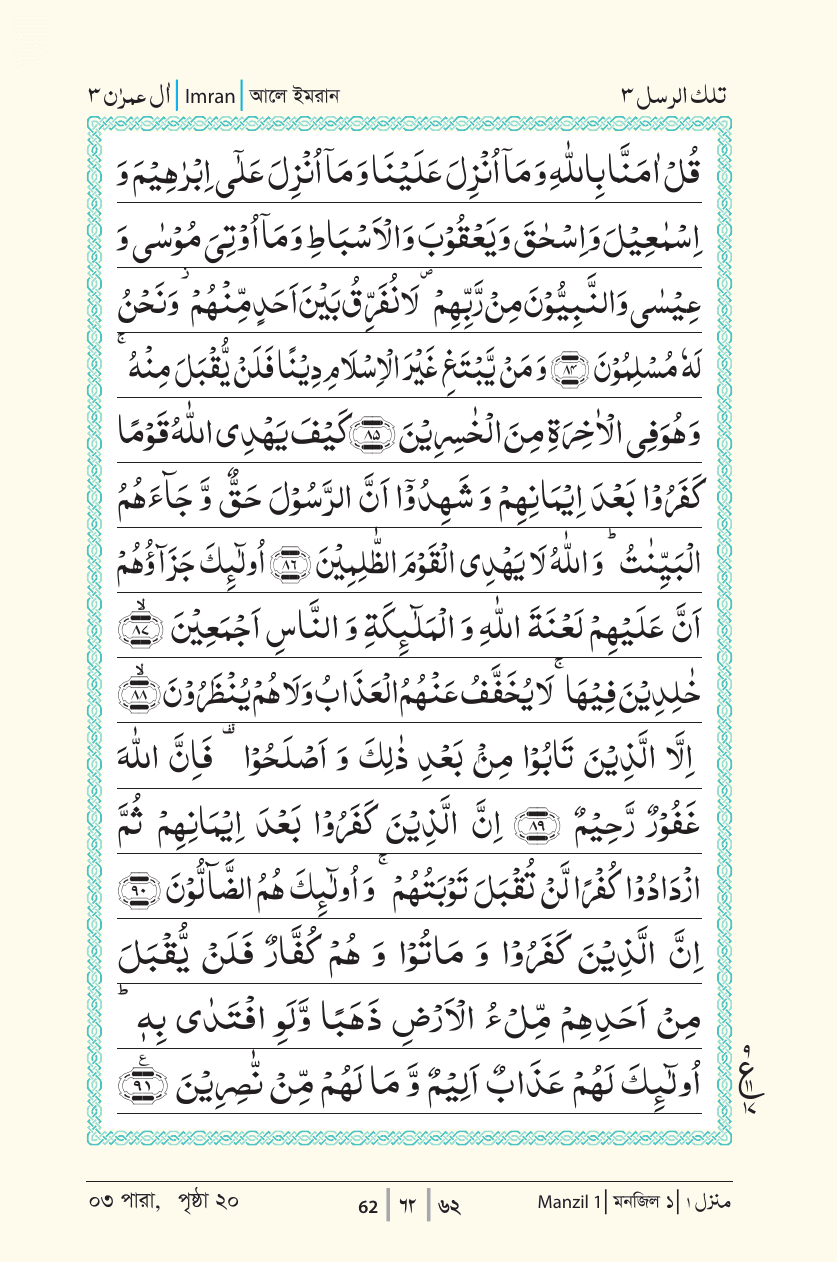 اٰل عمرٰن ٣ | Imran | আলে ইমরান تلك الرسل ٣
قُلْ اٰمَنَّا بِاللّٰهِ وَ مَاۤ اُنْزِلَ عَلَيْنَا وَ مَاۤ اُنْزِلَ عَلٰۤى اِبْرٰهِيْمَ وَ
اِسْمٰعِيْلَ وَ اِسْحٰقَ وَ يَعْقُوْبَ وَ الْاَسْبَاطِ وَ مَاۤ اُوْتِيَ مُوْسٰى وَ
عِيْسٰى وَ النَّبِيُّوْنَ مِنْ رَّبِّهِمْ ۪ لَا نُفَرِّقُ بَيْنَ اَحَدٍ مِّنْهُمْ ؗ وَ نَحْنُ
لَهٗ مُسْلِمُوْنَ ۝٨٤ وَ مَنْ يَّبْتَغِ غَيْرَ الْاِسْلَامِ دِيْنًا فَلَنْ يُّقْبَلَ مِنْهُ ۚ
وَ هُوَ فِي الْاٰخِرَةِ مِنَ الْخٰسِرِيْنَ ۝٨٥ كَيْفَ يَهْدِي اللّٰهُ قَوْمًا
كَفَرُوْا بَعْدَ اِيْمَانِهِمْ وَ شَهِدُوْۤا اَنَّ الرَّسُوْلَ حَقٌّ وَّ جَآءَهُمُ
الْبَيِّنٰتُ ؕ وَ اللّٰهُ لَا يَهْدِي الْقَوْمَ الظّٰلِمِيْنَ ۝٨٦ اُولٰٓئِكَ جَزَآؤُهُمْ
اَنَّ عَلَيْهِمْ لَعْنَةَ اللّٰهِ وَ الْمَلٰٓئِكَةِ وَ النَّاسِ اَجْمَعِيْنَ ۝٨٧ۙ
خٰلِدِيْنَ فِيْهَا ۚ لَا يُخَفَّفُ عَنْهُمُ الْعَذَابُ وَ لَا هُمْ يُنْظَرُوْنَ ۝٨٨ۙ
اِلَّا الَّذِيْنَ تَابُوْا مِنْۢ بَعْدِ ذٰلِكَ وَ اَصْلَحُوْا ۫ فَاِنَّ اللّٰهَ
غَفُوْرٌ رَّحِيْمٌ ۝٨٩ اِنَّ الَّذِيْنَ كَفَرُوْا بَعْدَ اِيْمَانِهِمْ ثُمَّ
ازْدَادُوْا كُفْرًا لَّنْ تُقْبَلَ تَوْبَتُهُمْ ۚ وَ اُولٰٓئِكَ هُمُ الضَّآلُّوْنَ ۝٩٠
اِنَّ الَّذِيْنَ كَفَرُوْا وَ مَاتُوْا وَ هُمْ كُفَّارٌ فَلَنْ يُّقْبَلَ
مِنْ اَحَدِهِمْ مِّلْءُ الْاَرْضِ ذَهَبًا وَّ لَوِ افْتَدٰى بِهٖ ؕ
اُولٰٓئِكَ لَهُمْ عَذَابٌ اَلِيْمٌ وَّ مَا لَهُمْ مِّنْ نّٰصِرِيْنَ ۝٩١ع
٩
ع
١١
١٧
০৩ পারা, পৃষ্ঠা ২০ 62 | ٦٢ | ৬২ Manzil 1 | মনজিল ১ | منزل ١